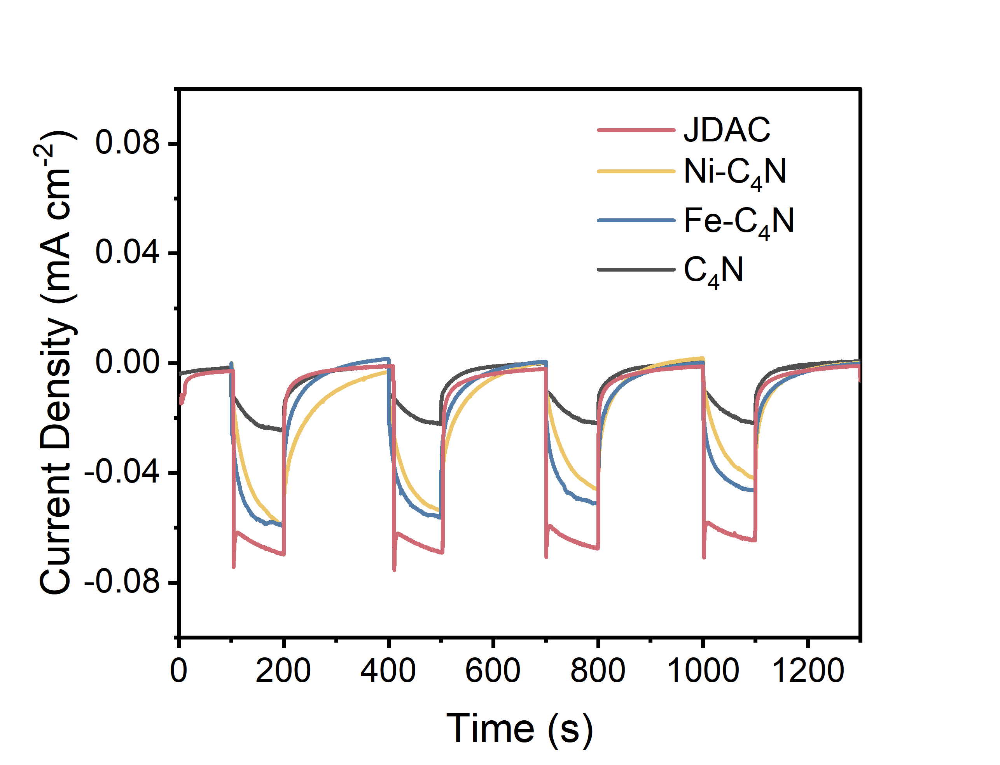 JDAC
Ni-C₄N
Fe-C₄N
C₄N
Current Density (mA cm⁻²)
0.08
0.04
0.00
-0.04
-0.08
0 200 400 600 800 1000 1200
Time (s)